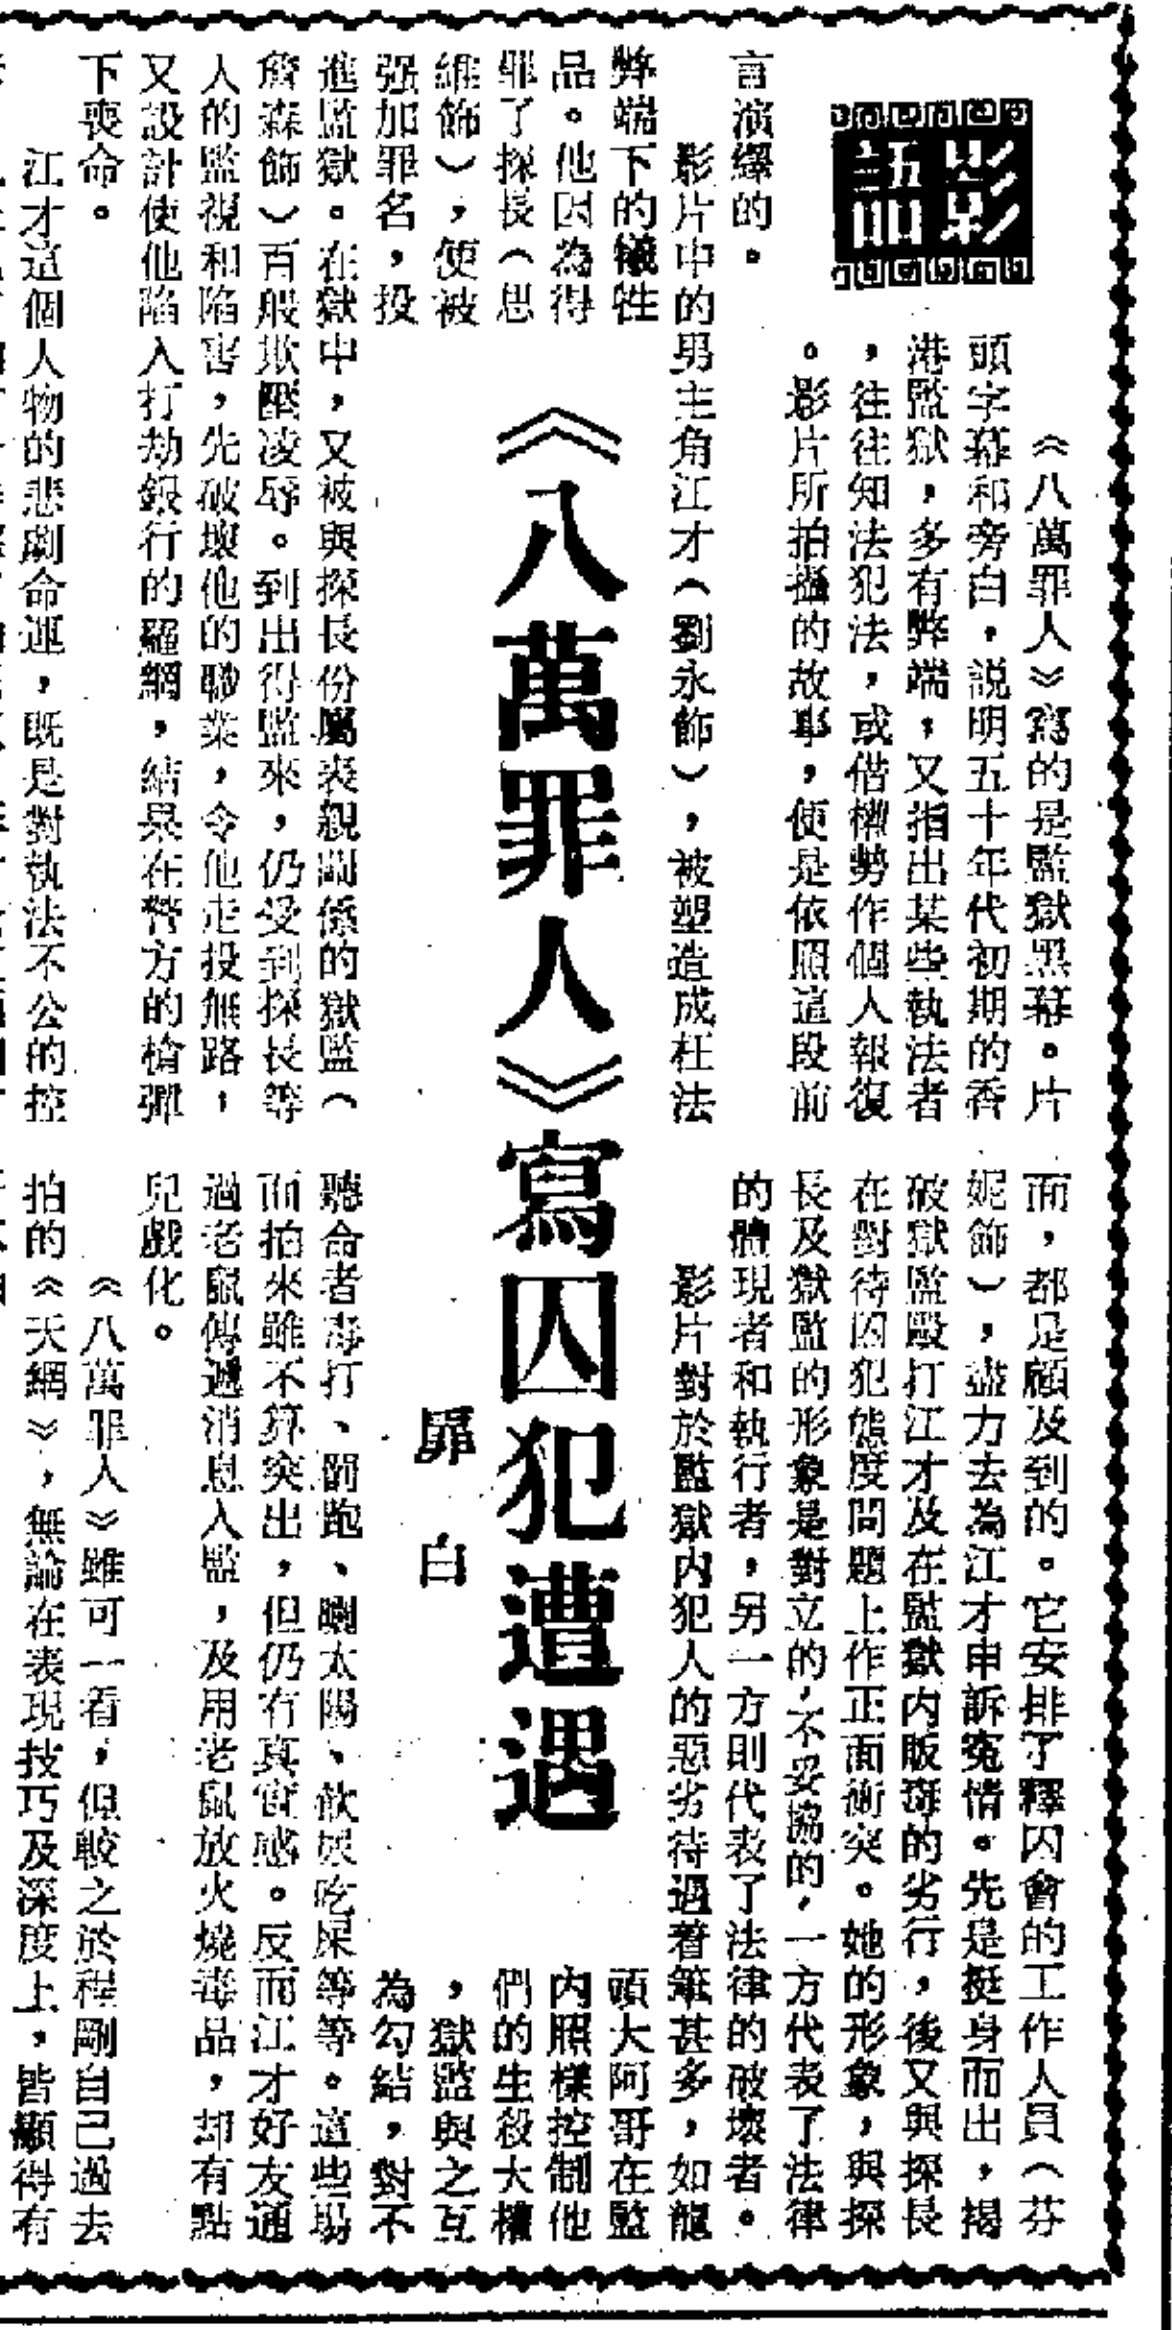 影語
《八萬罪人》寫囚犯遭遇
扉白
《八萬罪人》寫的是監獄黑幕。片
頭字幕和旁白，説明五十年代初期的香
港監獄，多有弊端，又指出某些執法者
，往往知法犯法，或借權勢作個人報復
。影片所拍攝的故事，便是依照這段前
言演繹的。
影片中的男主角江才（劉永飾），被塑造成枉法
弊端下的犧牲
品。他因為得
罪了探長（思
維飾），便被
强加罪名，投
進監獄。在獄中，又被與探長份屬表親關係的獄監（
詹森飾）百般欺壓凌辱。到出得監來，仍受到探長等
人的監視和陷害，先破壞他的職業，令他走投無路，
又設計使他陷入打劫銀行的羅網，結果在警方的槍彈
下喪命。
江才這個人物的悲劇命運，既是對執法不公的控
面，都是顧及到的。它安排了釋囚會的工作人員（芬
妮飾），盡力去為江才申訴冤情。先是挺身而出，揭
破獄監毆打江才及在監獄內販毒的劣行，後又與探長
在對待囚犯態度問題上作正面衝突。她的形象，與探
長及獄監的形象是對立的，不妥協的，一方代表了法律
的體現者和執行者，另一方則代表了法律的破壞者。
影片對於監獄內犯人的惡劣待遇着筆甚多，如龍
頭大阿哥在監
內照樣控制他
們的生殺大權
，獄監與之互
為勾結，對不
聽命者毒打、罰跑、曬太陽、飲尿吃屎等等。這些場
面拍來雖不算突出，但仍有真實感。反而江才好友通
過老鼠傳遞消息入監，及用老鼠放火燒毒品，却有點
兒戲化。
《八萬罪人》雖可一看，但較之於程剛自己過去
拍的《天網》，無論在表現技巧及深度上，皆顯得有